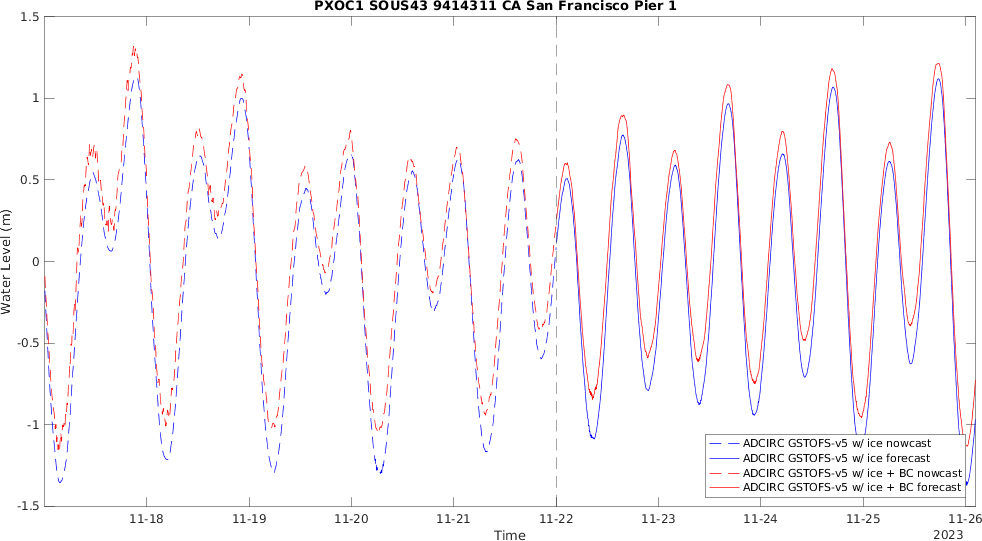 PXOC1 SOUS43 9414311 CA San Francisco Pier 1
1.5
1
0.5
0
-0.5
-1
-1.5
Water Level (m)
11-18
11-19
11-20
11-21
11-22
11-23
11-24
11-25
11-26
Time
2023
ADCIRC GSTOFS-v5 w/ ice nowcast
ADCIRC GSTOFS-v5 w/ ice forecast
ADCIRC GSTOFS-v5 w/ ice + BC nowcast
ADCIRC GSTOFS-v5 w/ ice + BC forecast